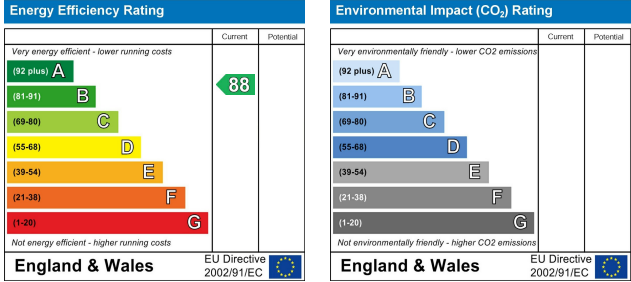 Energy Efficiency Rating
Current Potential
Very energy efficient - lower running costs
(92 plus) A
(81-91) B
88
(69-80) C
(55-68) D
(39-54) E
(21-38) F
(1-20) G
Not energy efficient - higher running costs
England & Wales
EU Directive
2002/91/EC
Environmental Impact (CO2) Rating
Current Potential
Very environmentally friendly - lower CO2 emissions
(92 plus) A
(81-91) B
(69-80) C
(55-68) D
(39-54) E
(21-38) F
(1-20) G
Not environmentally friendly - higher CO2 emissions
England & Wales
EU Directive
2002/91/EC